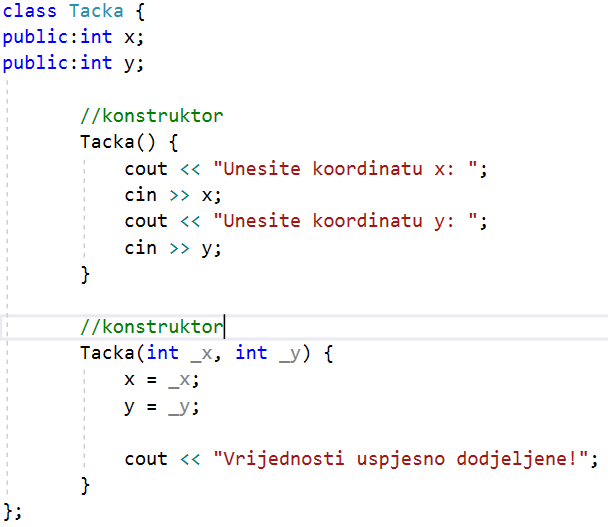 class Tacka {
public:int x;
public:int y;
//konstruktor
Tacka() {
cout << "Unesite koordinatu x: ";
cin >> x;
cout << "Unesite koordinatu y: ";
cin >> y;
}
//konstruktor
Tacka(int _x, int _y) {
x = _x;
y = _y;
cout << "Vrijednosti uspjesno dodjeljene!";
}
};